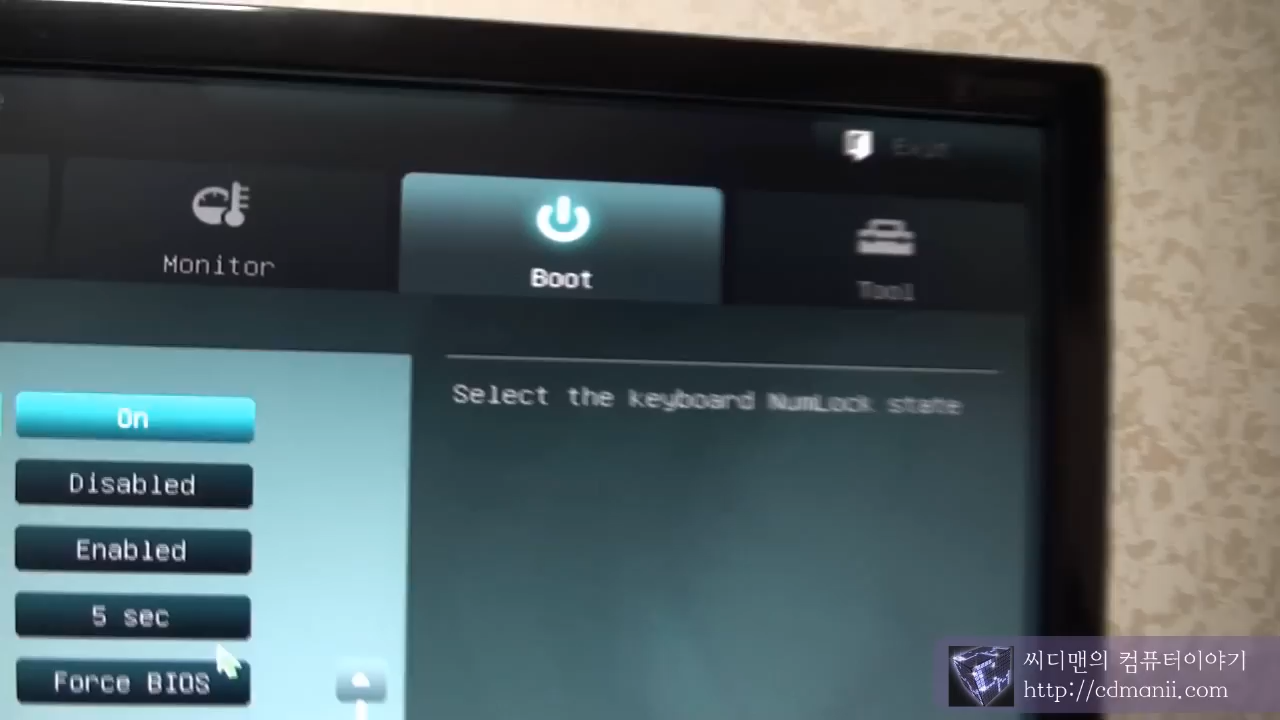 Exit
Monitor
Boot
Tool
Select the keyboard NumLock state
On
Disabled
Enabled
5 sec
Force BIOS
씨디맨의 컴퓨터이야기
http://cdmanii.com